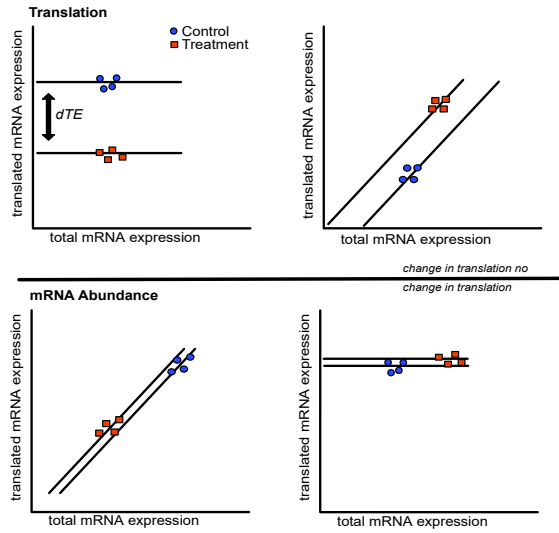 Translation
Control
Treatment
translated mRNA expression
dTE
total mRNA expression
translated mRNA expression
total mRNA expression
change in translation no
change in translation
mRNA Abundance
translated mRNA expression
total mRNA expression
translated mRNA expression
total mRNA expression